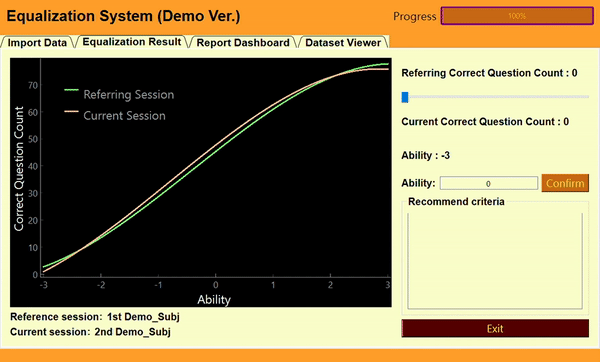 Equalization System (Demo Ver.)
Progress 100%
Import Data Equalization Result Report Dashboard Dataset Viewer
Referring Correct Question Count : 0
Current Correct Question Count : 0
Ability : -3
Ability: 0 Confirm
Recommend criteria
Exit
Correct Question Count
70
60
50
40
30
20
10
0
Referring Session
Current Session
-3 -2 -1 0 1 2 3
Ability
Reference session: 1st Demo_Subj
Current session: 2nd Demo_Subj